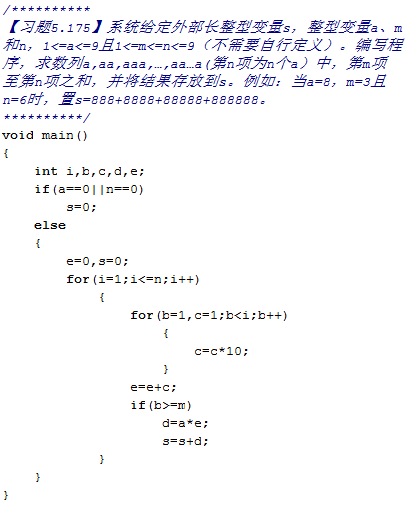 /**********
【习题5.175】系统给定外部长整型变量s，整型变量a、m
和n，1<=a<=9且1<=m<=n<=9（不需要自行定义）。编写程
序，求数列a,aa,aaa,…,aa…a(第n项为n个a）中，第m项
至第n项之和，并将结果存放到s。例如：当a=8，m=3且
n=6时，置s=888+8888+88888+888888。
**********/
void main()
{
    int i,b,c,d,e;
    if(a==0||n==0)
        s=0;
    else
    {
        e=0,s=0;
        for(i=1;i<=n;i++)
            {
                for(b=1,c=1;b<i;b++)
                    {
                        c=c*10;
                    }
                e=e+c;
                if(b>=m)
                    d=a*e;
                    s=s+d;
            }
    }
}